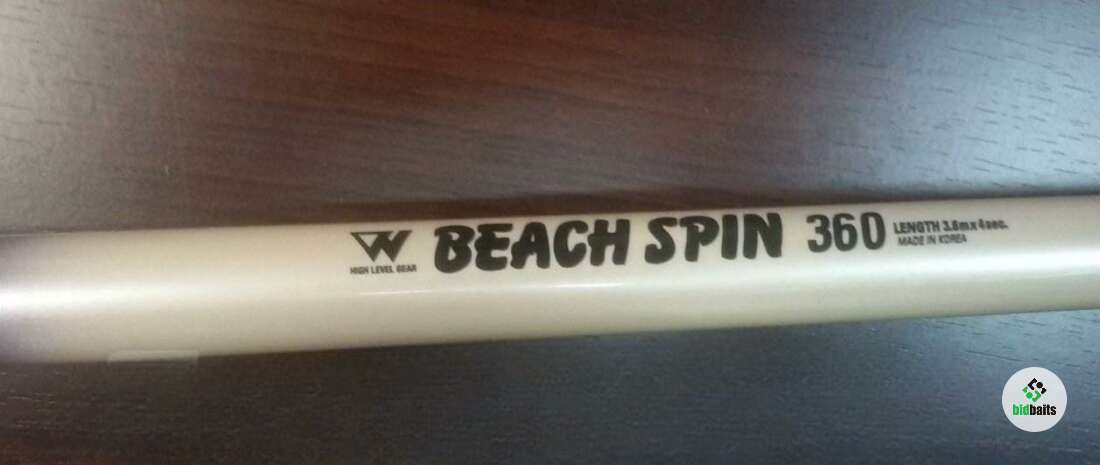 W
HIGH LEVEL GEAR
BEACH SPIN 360
LENGTH 3.6m x 4sec.
MADE IN KOREA
bidbaits